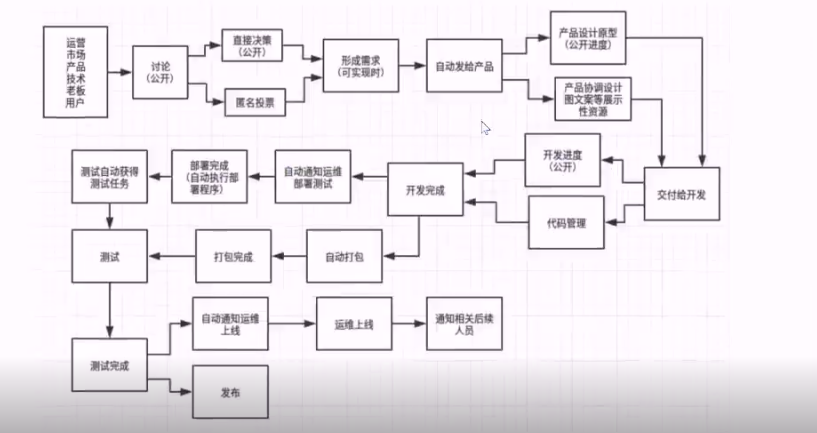 运营
市场
产品
技术
老板
用户
讨论
（公开）
直接决策
（公开）
匿名投票
形成需求
（可实现时）
自动发给产品
产品设计原型
（公开进度）
产品协调设计
图文案等展示
性资源
测试自动获得
测试任务
部署完成
（自动执行部
署程序）
自动通知运维
部署测试
开发完成
开发进度
（公开）
交付给开发
代码管理
测试
打包完成
自动打包
自动通知运维
上线
运维上线
通知相关后续
人员
测试完成
发布